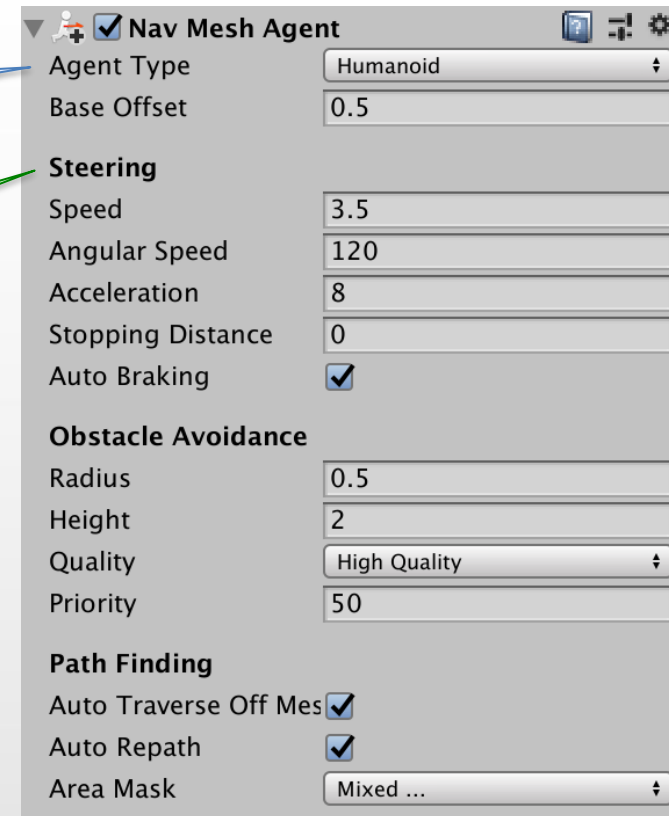 Nav Mesh Agent
Agent Type Humanoid
Base Offset 0.5
Steering
Speed 3.5
Angular Speed 120
Acceleration 8
Stopping Distance 0
Auto Braking
Obstacle Avoidance
Radius 0.5
Height 2
Quality High Quality
Priority 50
Path Finding
Auto Traverse Off Mes
Auto Repath
Area Mask Mixed ...